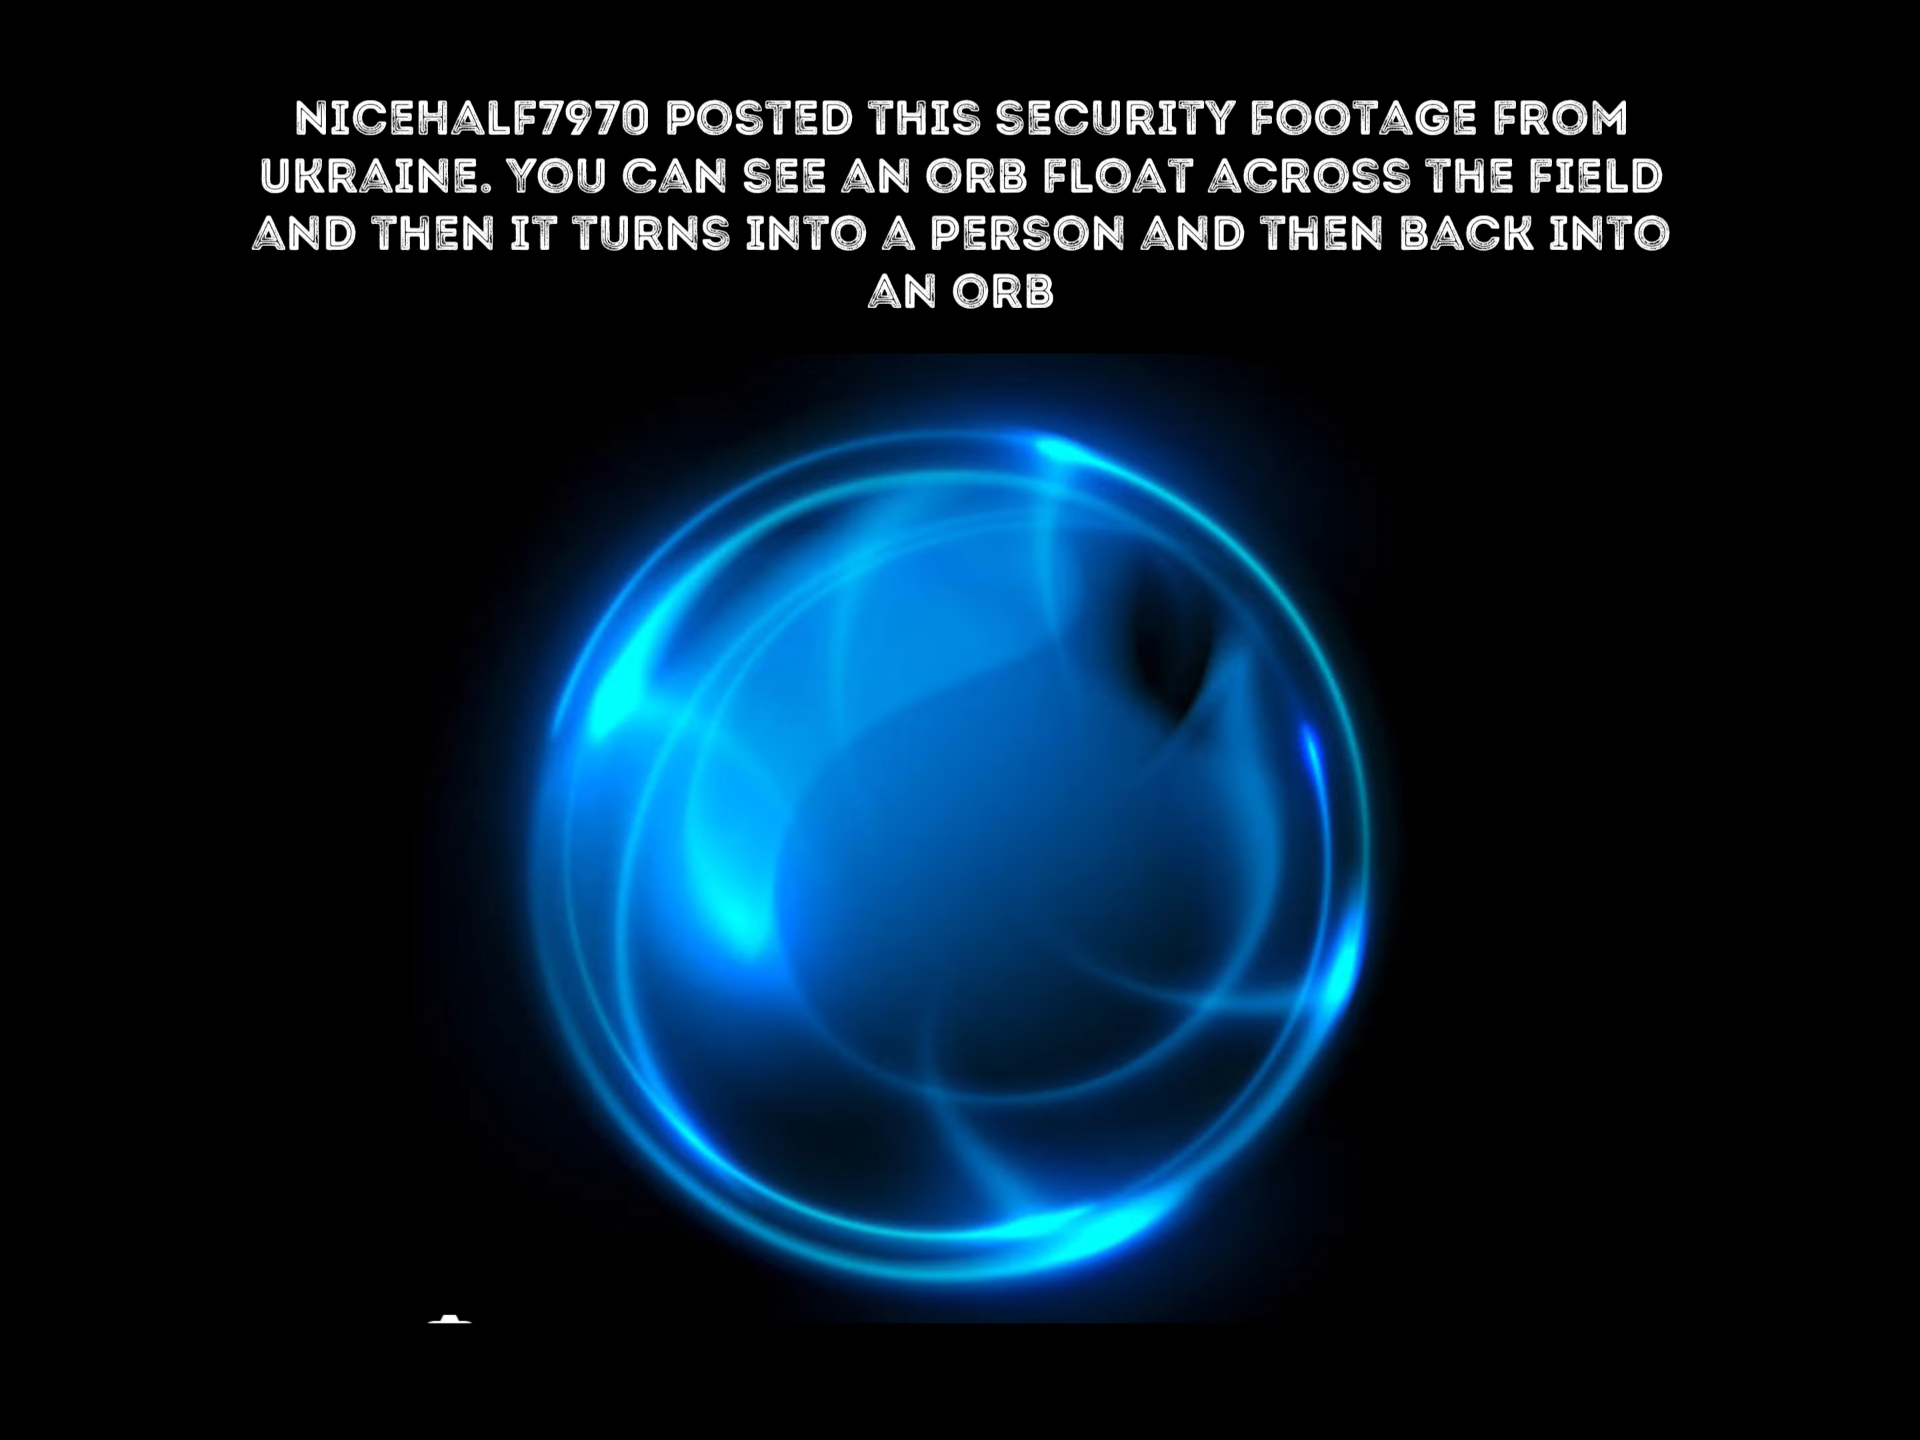 NICEHALF7970 POSTED THIS SECURITY FOOTAGE FROM
UKRAINE. YOU CAN SEE AN ORB FLOAT ACROSS THE FIELD
AND THEN IT TURNS INTO A PERSON AND THEN BACK INTO
AN ORB